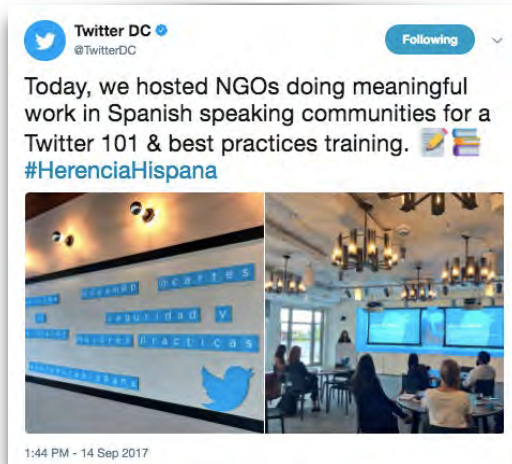 Twitter DC
@TwitterDC
Following
Today, we hosted NGOs doing meaningful
work in Spanish speaking communities for a
Twitter 101 & best practices training.
#HerenciaHispana
@cartes
seguridad y
mejores practicas
1:44 PM - 14 Sep 2017